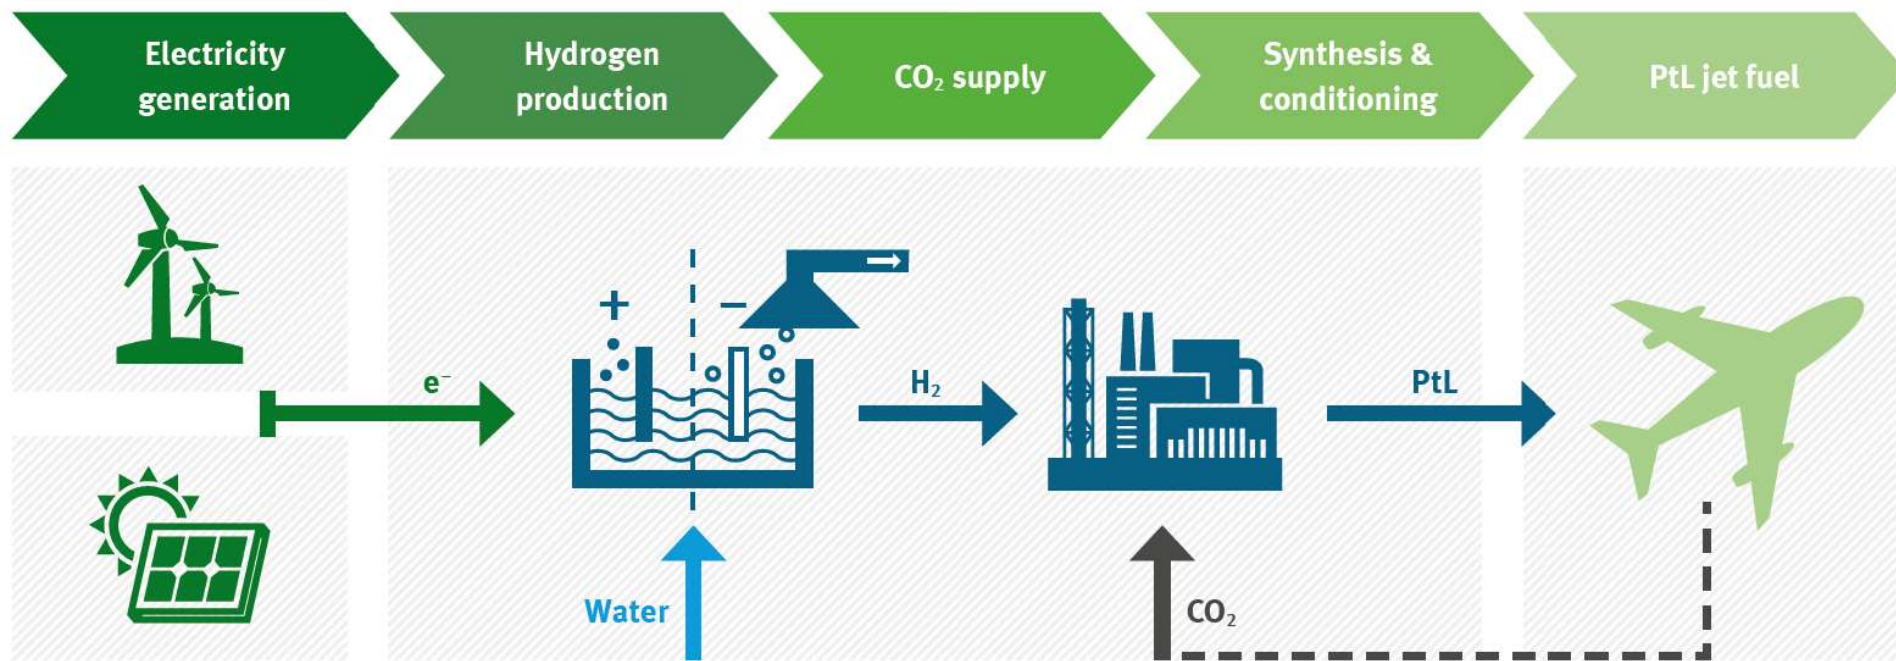 Electricity
generation
Hydrogen
production
CO₂ supply
Synthesis &
conditioning
PtL jet fuel
+
−
e⁻
H₂
PtL
Water
CO₂